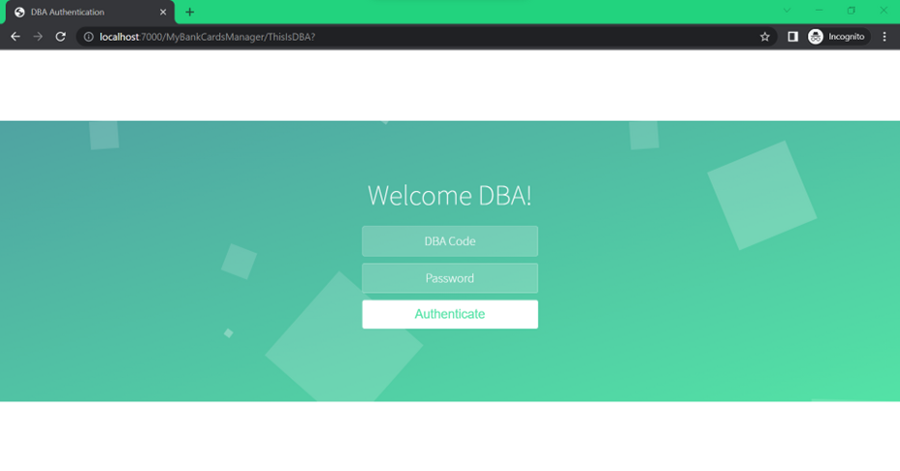 DBA Authentication
localhost:7000/MyBankCardsManager/ThisIsDBA?
Incognito
Welcome DBA!
DBA Code
Password
Authenticate